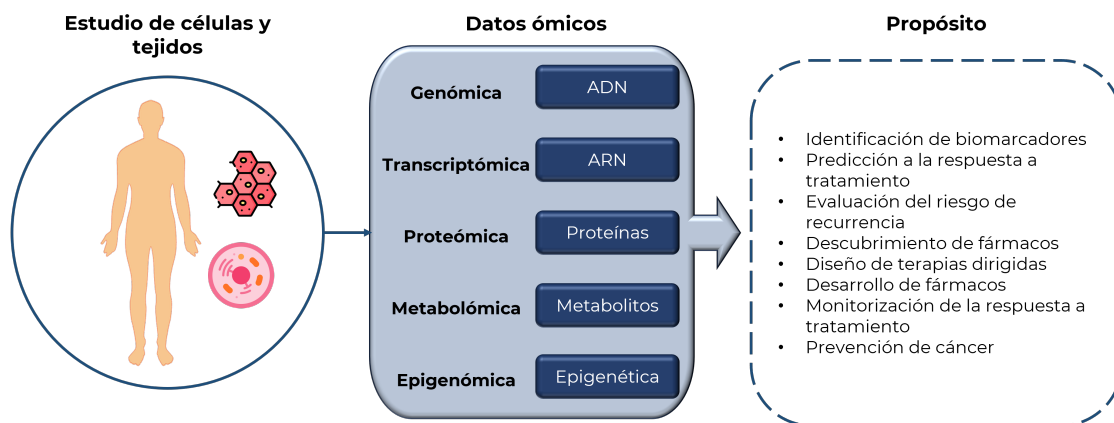 Estudio de células y
tejidos
Datos ómicos
Propósito
Genómica
ADN
Transcriptómica
ARN
Proteómica
Proteínas
Metabolómica
Metabolitos
Epigenómica
Epigenética
• Identificación de biomarcadores
• Predicción a la respuesta a
tratamiento
• Evaluación del riesgo de
recurrencia
• Descubrimiento de fármacos
• Diseño de terapias dirigidas
• Desarrollo de fármacos
• Monitorización de la respuesta a
tratamiento
• Prevención de cáncer